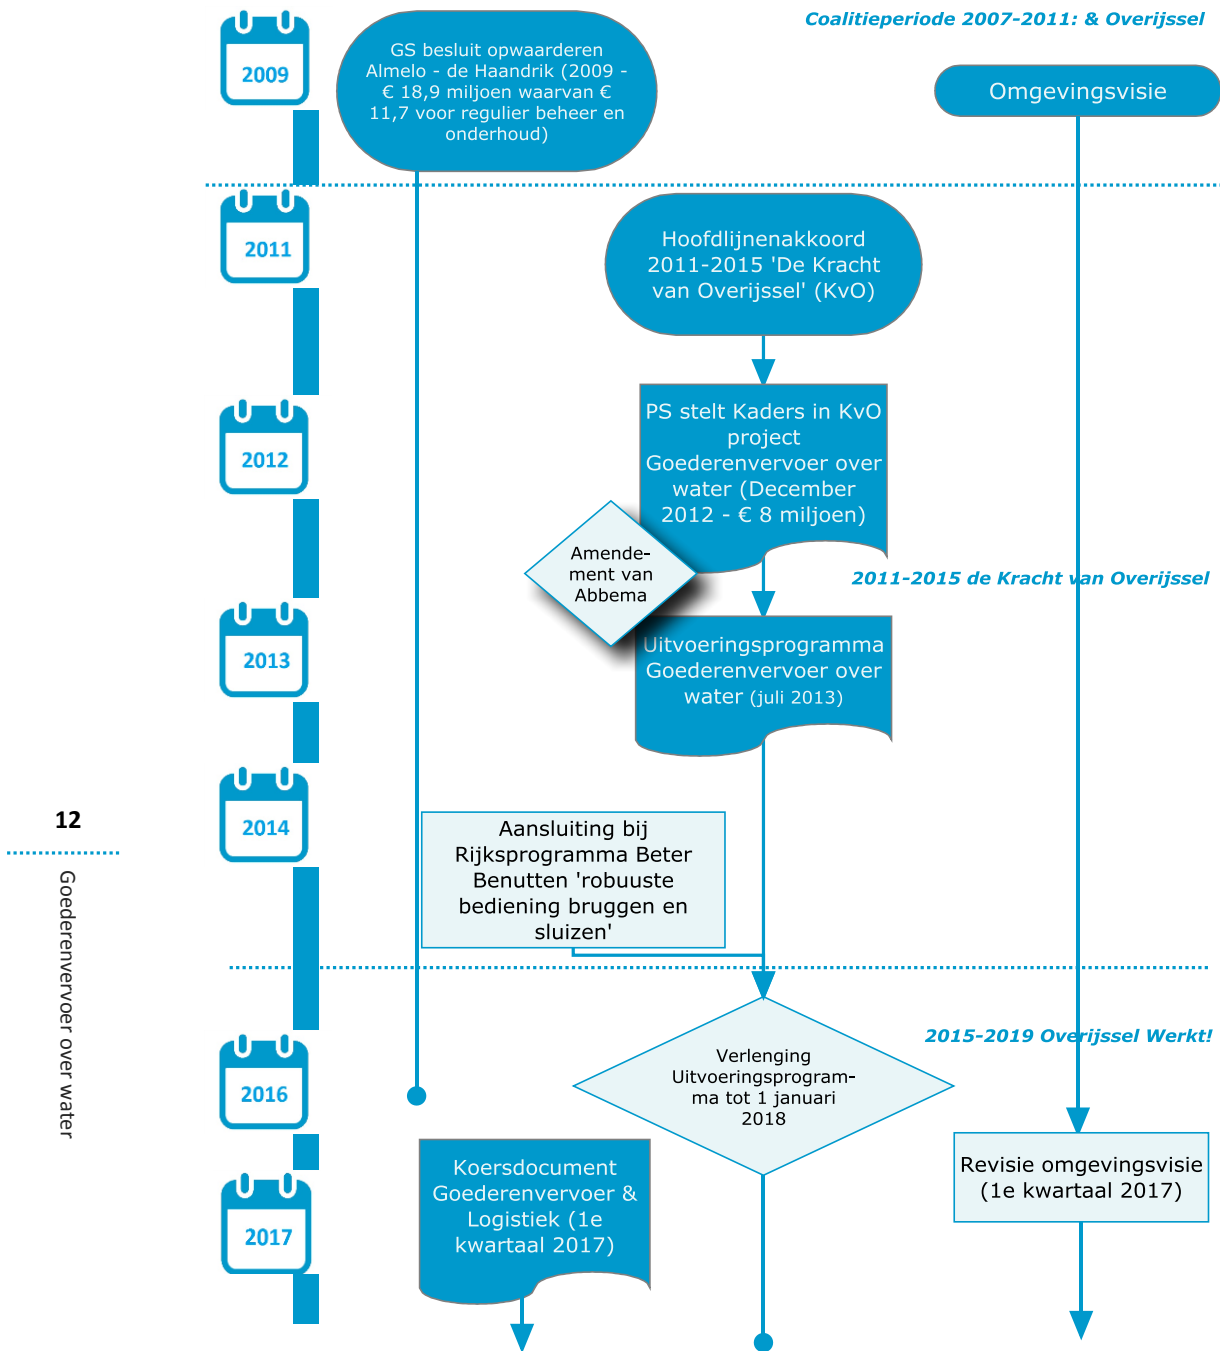 Coalitieperiode 2007-2011: & Overijssel
2009
GS besluit opwaarderen
Almelo - de Haandrik (2009 -
€ 18,9 miljoen waarvan €
11,7 voor regulier beheer en
onderhoud)
Omgevingsvisie
2011
Hoofdlijnenakkoord
2011-2015 'De Kracht
van Overijssel' (KvO)
2012
PS stelt Kaders in KvO
project
Goederenvervoer over
water (December
2012 - € 8 miljoen)
Amende-
ment van
Abbema
2011-2015 de Kracht van Overijssel
2013
Uitvoeringsprogramma
Goederenvervoer over
water (juli 2013)
2014
Aansluiting bij
Rijksprogramma Beter
Benutten 'robuuste
bediening bruggen en
sluizen'
12
Goederenvervoer over water
2015-2019 Overijssel Werkt!
2016
Verlenging
Uitvoeringsprogram-
ma tot 1 januari
2018
2017
Koersdocument
Goederenvervoer &
Logistiek (1e
kwartaal 2017)
Revisie omgevingsvisie
(1e kwartaal 2017)